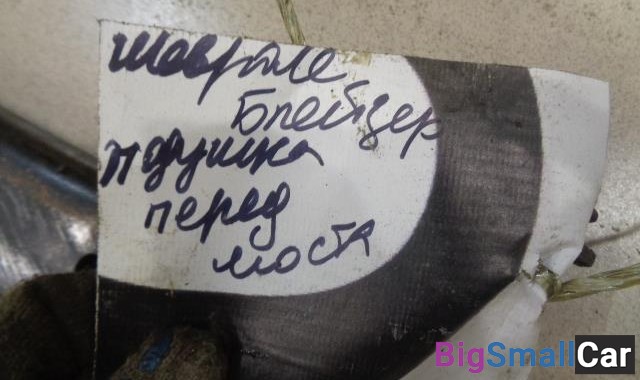 шевроле
Блейзер
подушка
перед
моста
BigSmallCar